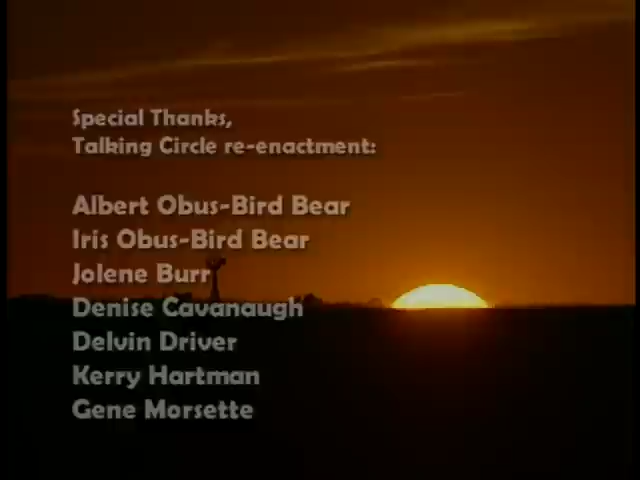 Special Thanks,
Talking Circle re-enactment:
Albert Obus-Bird Bear
Iris Obus-Bird Bear
Jolene Burr
Denise Cavanaugh
Delvin Driver
Kerry Hartman
Gene Morsette